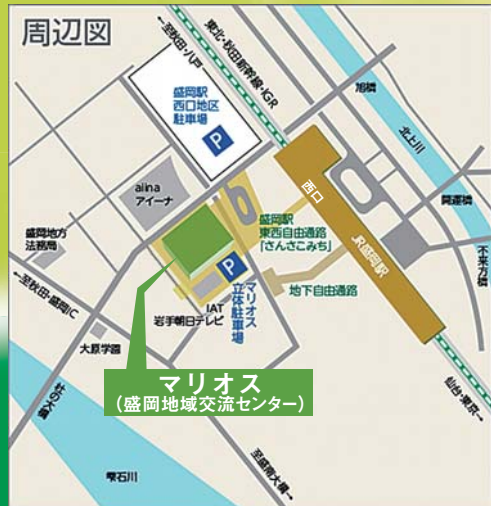 周辺図
←至秋田・八戸
東北・秋田新幹線・IGR
盛岡駅
西口地区
駐車場
P
旭橋
北上川
開運橋
不来方橋
西口
JR盛岡駅
aiina
アイーナ
盛岡駅
東西自由通路
「さんさこみち」
盛岡地方
法務局
P
マリオス
立体駐車場
地下自由通路
←至秋田・盛岡IC
IAT
岩手朝日テレビ
大原学園
マリオス
(盛岡地域交流センター)
杜の大橋
仙台・東京→
雫石川
至盛南大橋→